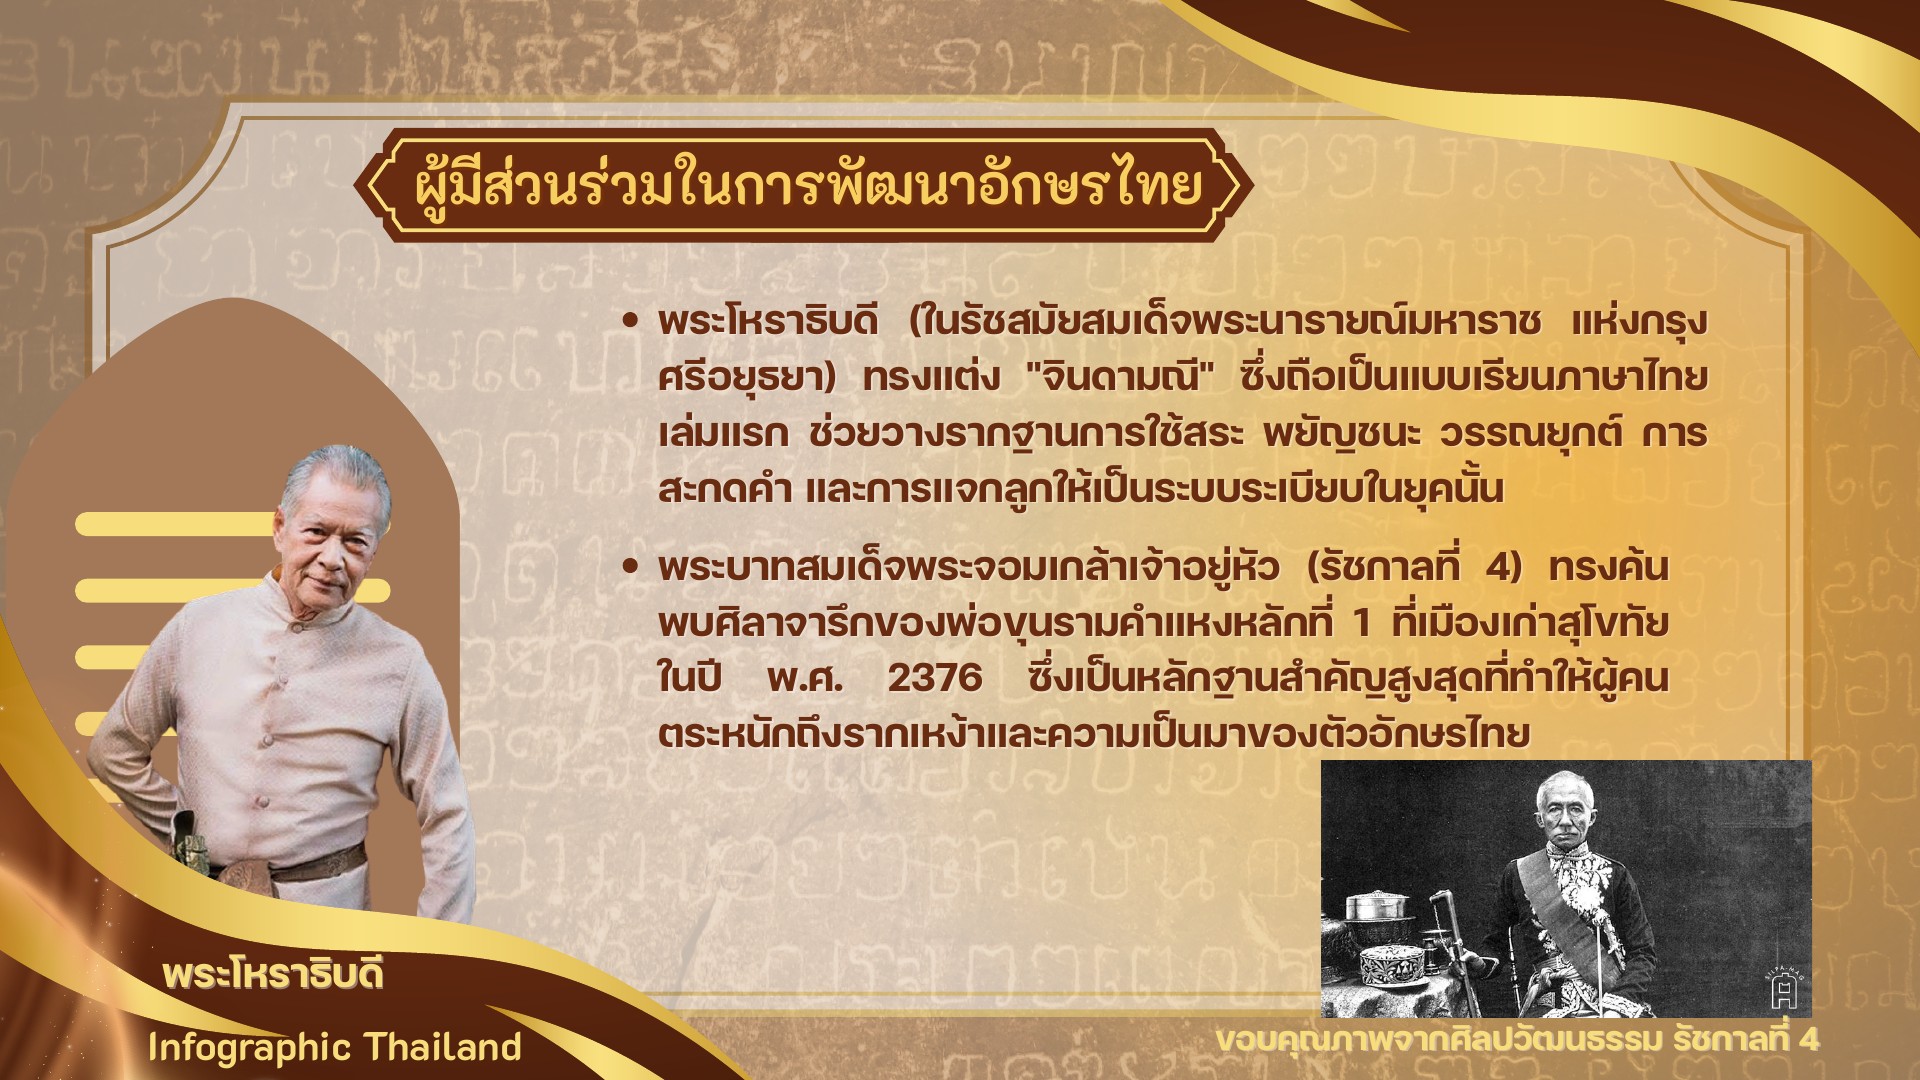 ผู้มีส่วนร่วมในการพัฒนาอักษรไทย
• พระโหราธิบดี (ในรัชสมัยสมเด็จพระนารายณ์มหาราช แห่งกรุง
ศรีอยุธยา) ทรงแต่ง "จินดามณี" ซึ่งถือเป็นแบบเรียนภาษาไทย
เล่มแรก ช่วยวางรากฐานการใช้สระ พยัญชนะ วรรณยุกต์ การ
สะกดคำ และการแจกลูกให้เป็นระบบระเบียบในยุคนั้น
• พระบาทสมเด็จพระจอมเกล้าเจ้าอยู่หัว (รัชกาลที่ 4) ทรงค้น
พบศิลาจารึกของพ่อขุนรามคำแหงหลักที่ 1 ที่เมืองเก่าสุโขทัย
ในปี พ.ศ. 2376 ซึ่งเป็นหลักฐานสำคัญสูงสุดที่ทำให้ผู้คน
ตระหนักถึงรากเหง้าและความเป็นมาของตัวอักษรไทย
SILPA-MAG
พระโหราธิบดี
Infographic Thailand
ขอบคุณภาพจากศิลปวัฒนธรรม รัชกาลที่ 4